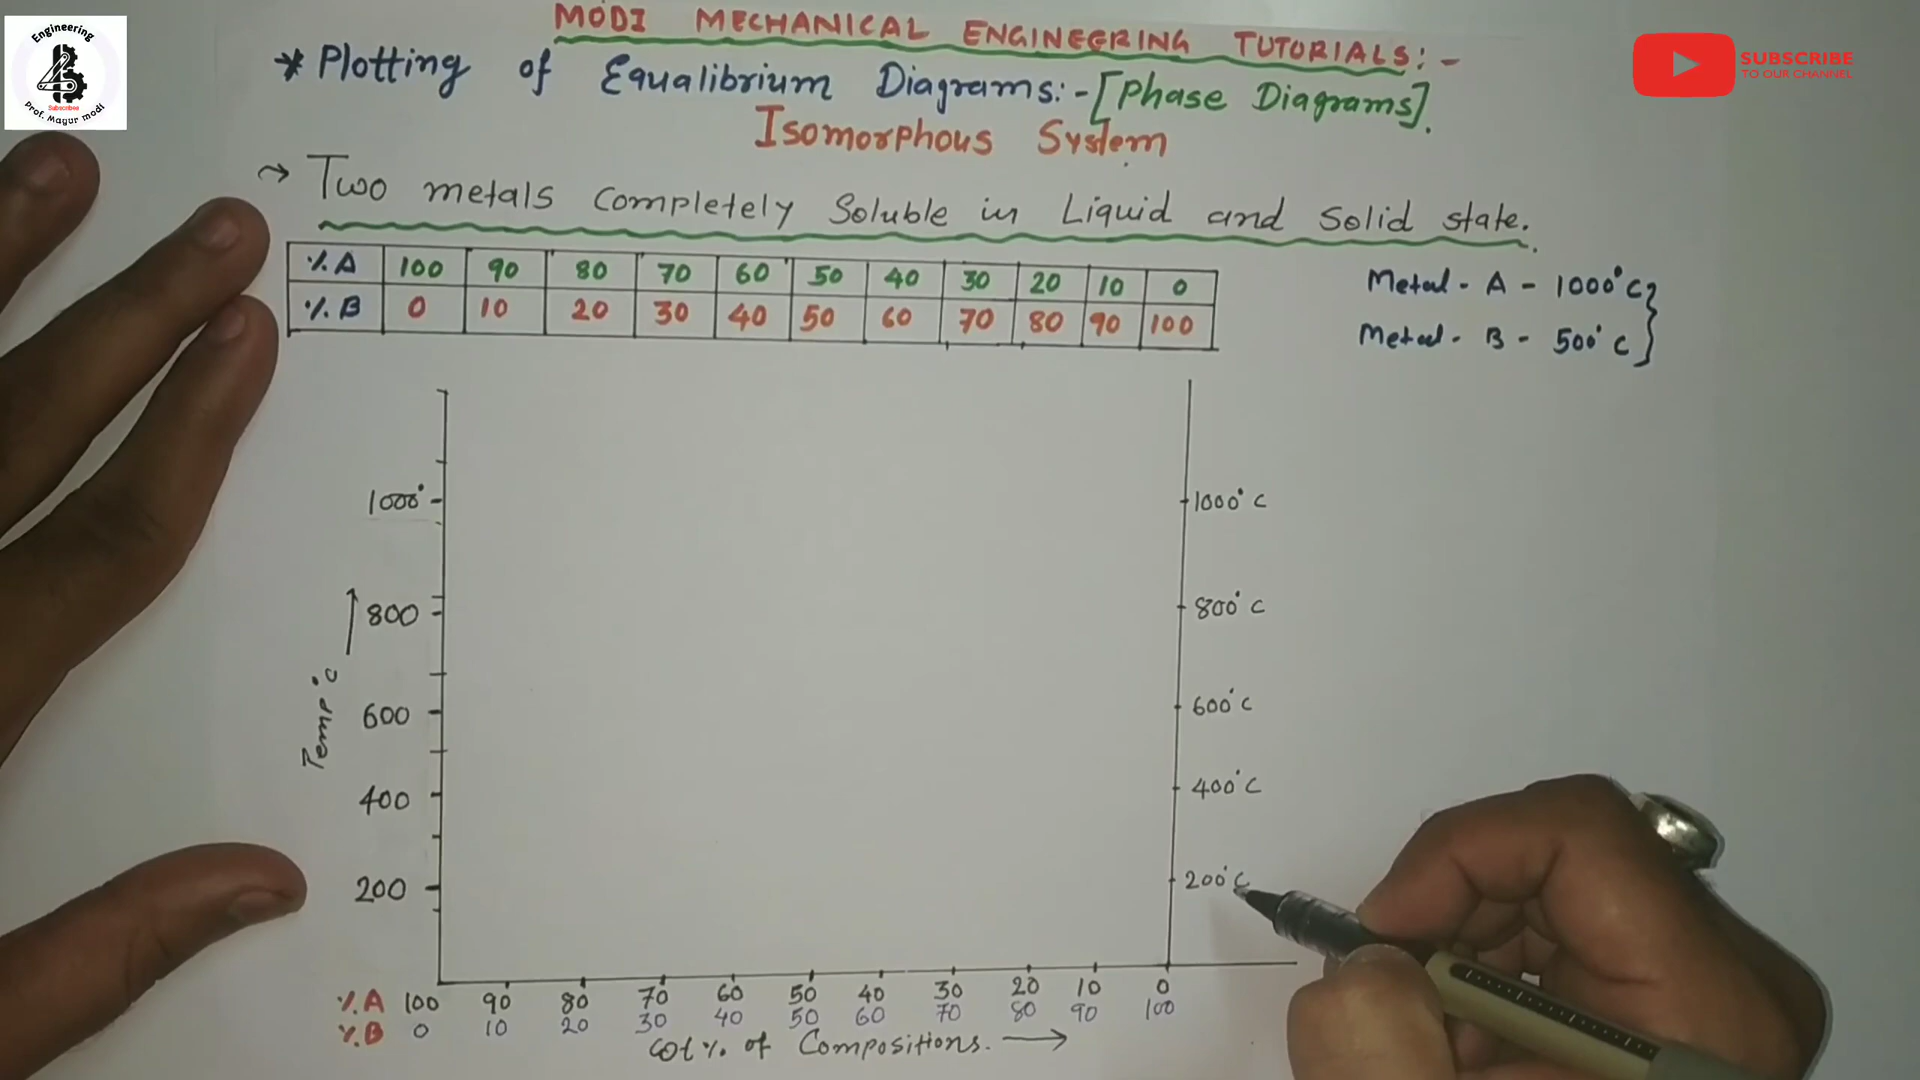 MODI MECHANICAL ENGINEERING TUTORIALS:-
* Plotting of Equalibrium Diagrams:-[Phase Diagrams].
Isomorphous System
→ Two metals Completely Soluble in Liquid and Solid state.
%A 100 90 80 70 60 50 40 30 20 10 0
%B 0 10 20 30 40 50 60 70 80 90 100
Metal - A - 1000°C
Metal - B - 500°C
1000°
800
600
400
200
Temp°C
1000°C
800°C
600°C
400°C
200°C
%A 100 90 80 70 60 50 40 30 20 10 0
%B 0 10 20 30 40 50 60 70 80 90 100
wt% of Compositions. →
Engineering
Subscribe
Prof. Mayur modi
SUBSCRIBE
TO OUR CHANNEL